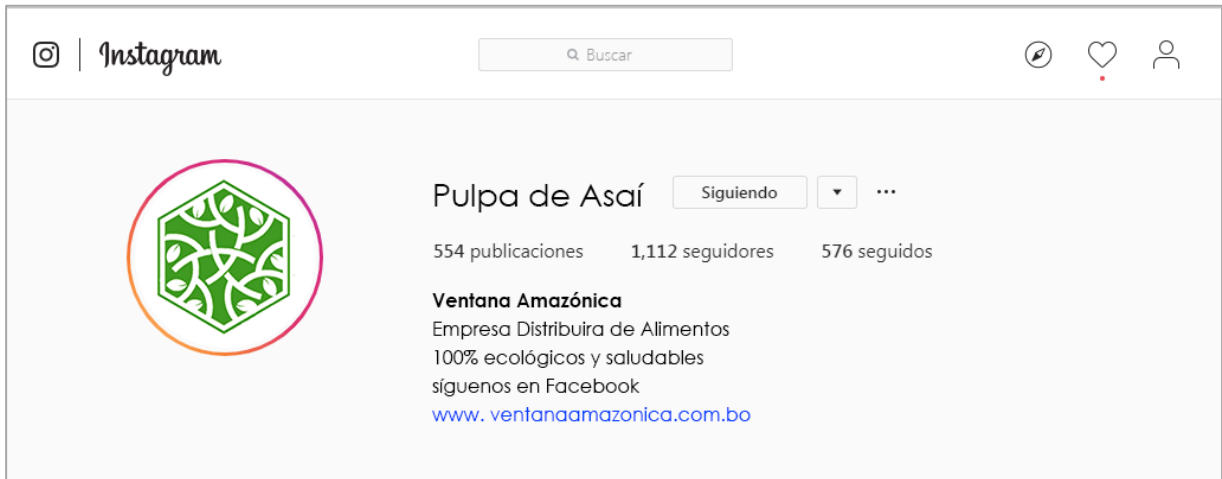 Instagram
Buscar
Pulpa de Asaí Siguiendo ...
554 publicaciones 1,112 seguidores 576 seguidos
Ventana Amazónica
Empresa Distribuira de Alimentos
100% ecológicos y saludables
síguenos en Facebook
www. ventanaamazonica.com.bo